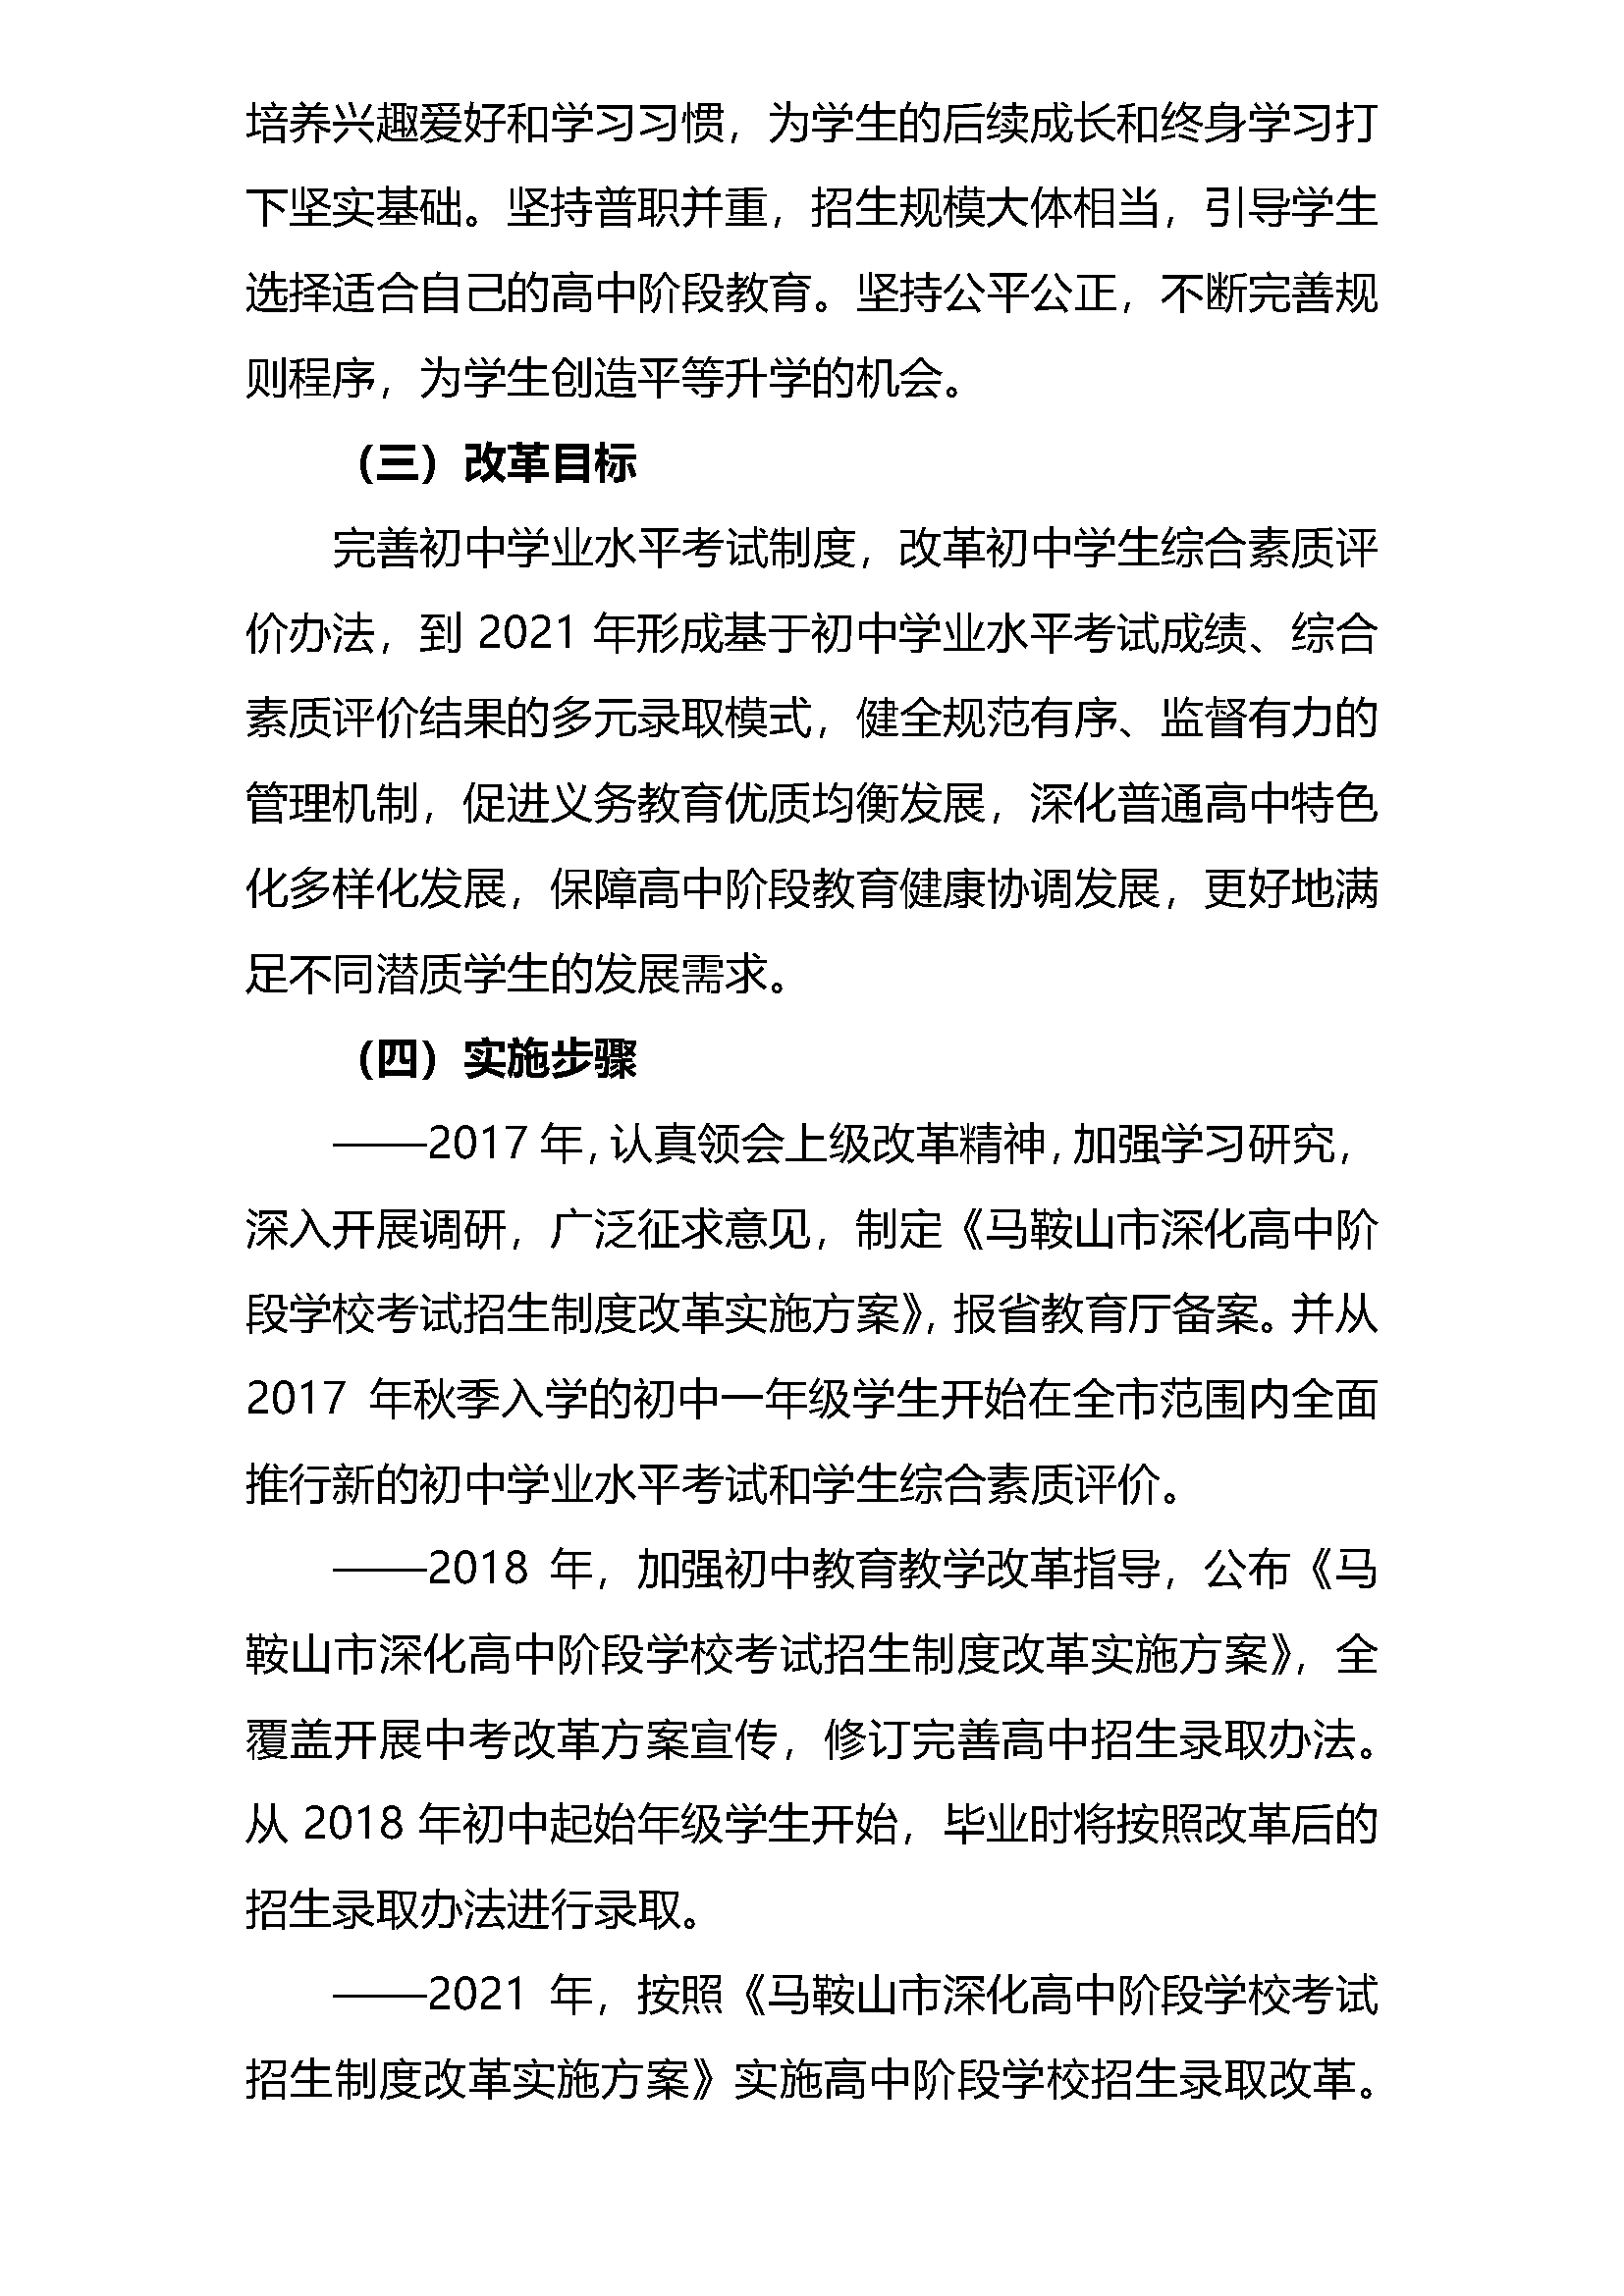 培养兴趣爱好和学习习惯，为学生的后续成长和终身学习打
下坚实基础。坚持普职并重，招生规模大体相当，引导学生
选择适合自己的高中阶段教育。坚持公平公正，不断完善规
则程序，为学生创造平等升学的机会。
（三）改革目标
完善初中学业水平考试制度，改革初中学生综合素质评
价办法，到 2021 年形成基于初中学业水平考试成绩、综合
素质评价结果的多元录取模式，健全规范有序、监督有力的
管理机制，促进义务教育优质均衡发展，深化普通高中特色
化多样化发展，保障高中阶段教育健康协调发展，更好地满
足不同潜质学生的发展需求。
（四）实施步骤
——2017 年，认真领会上级改革精神，加强学习研究，
深入开展调研，广泛征求意见，制定《马鞍山市深化高中阶
段学校考试招生制度改革实施方案》，报省教育厅备案。并从
2017 年秋季入学的初中一年级学生开始在全市范围内全面
推行新的初中学业水平考试和学生综合素质评价。
——2018 年，加强初中教育教学改革指导，公布《马
鞍山市深化高中阶段学校考试招生制度改革实施方案》，全
覆盖开展中考改革方案宣传，修订完善高中招生录取办法。
从 2018 年初中起始年级学生开始，毕业时将按照改革后的
招生录取办法进行录取。
——2021 年，按照《马鞍山市深化高中阶段学校考试
招生制度改革实施方案》实施高中阶段学校招生录取改革。